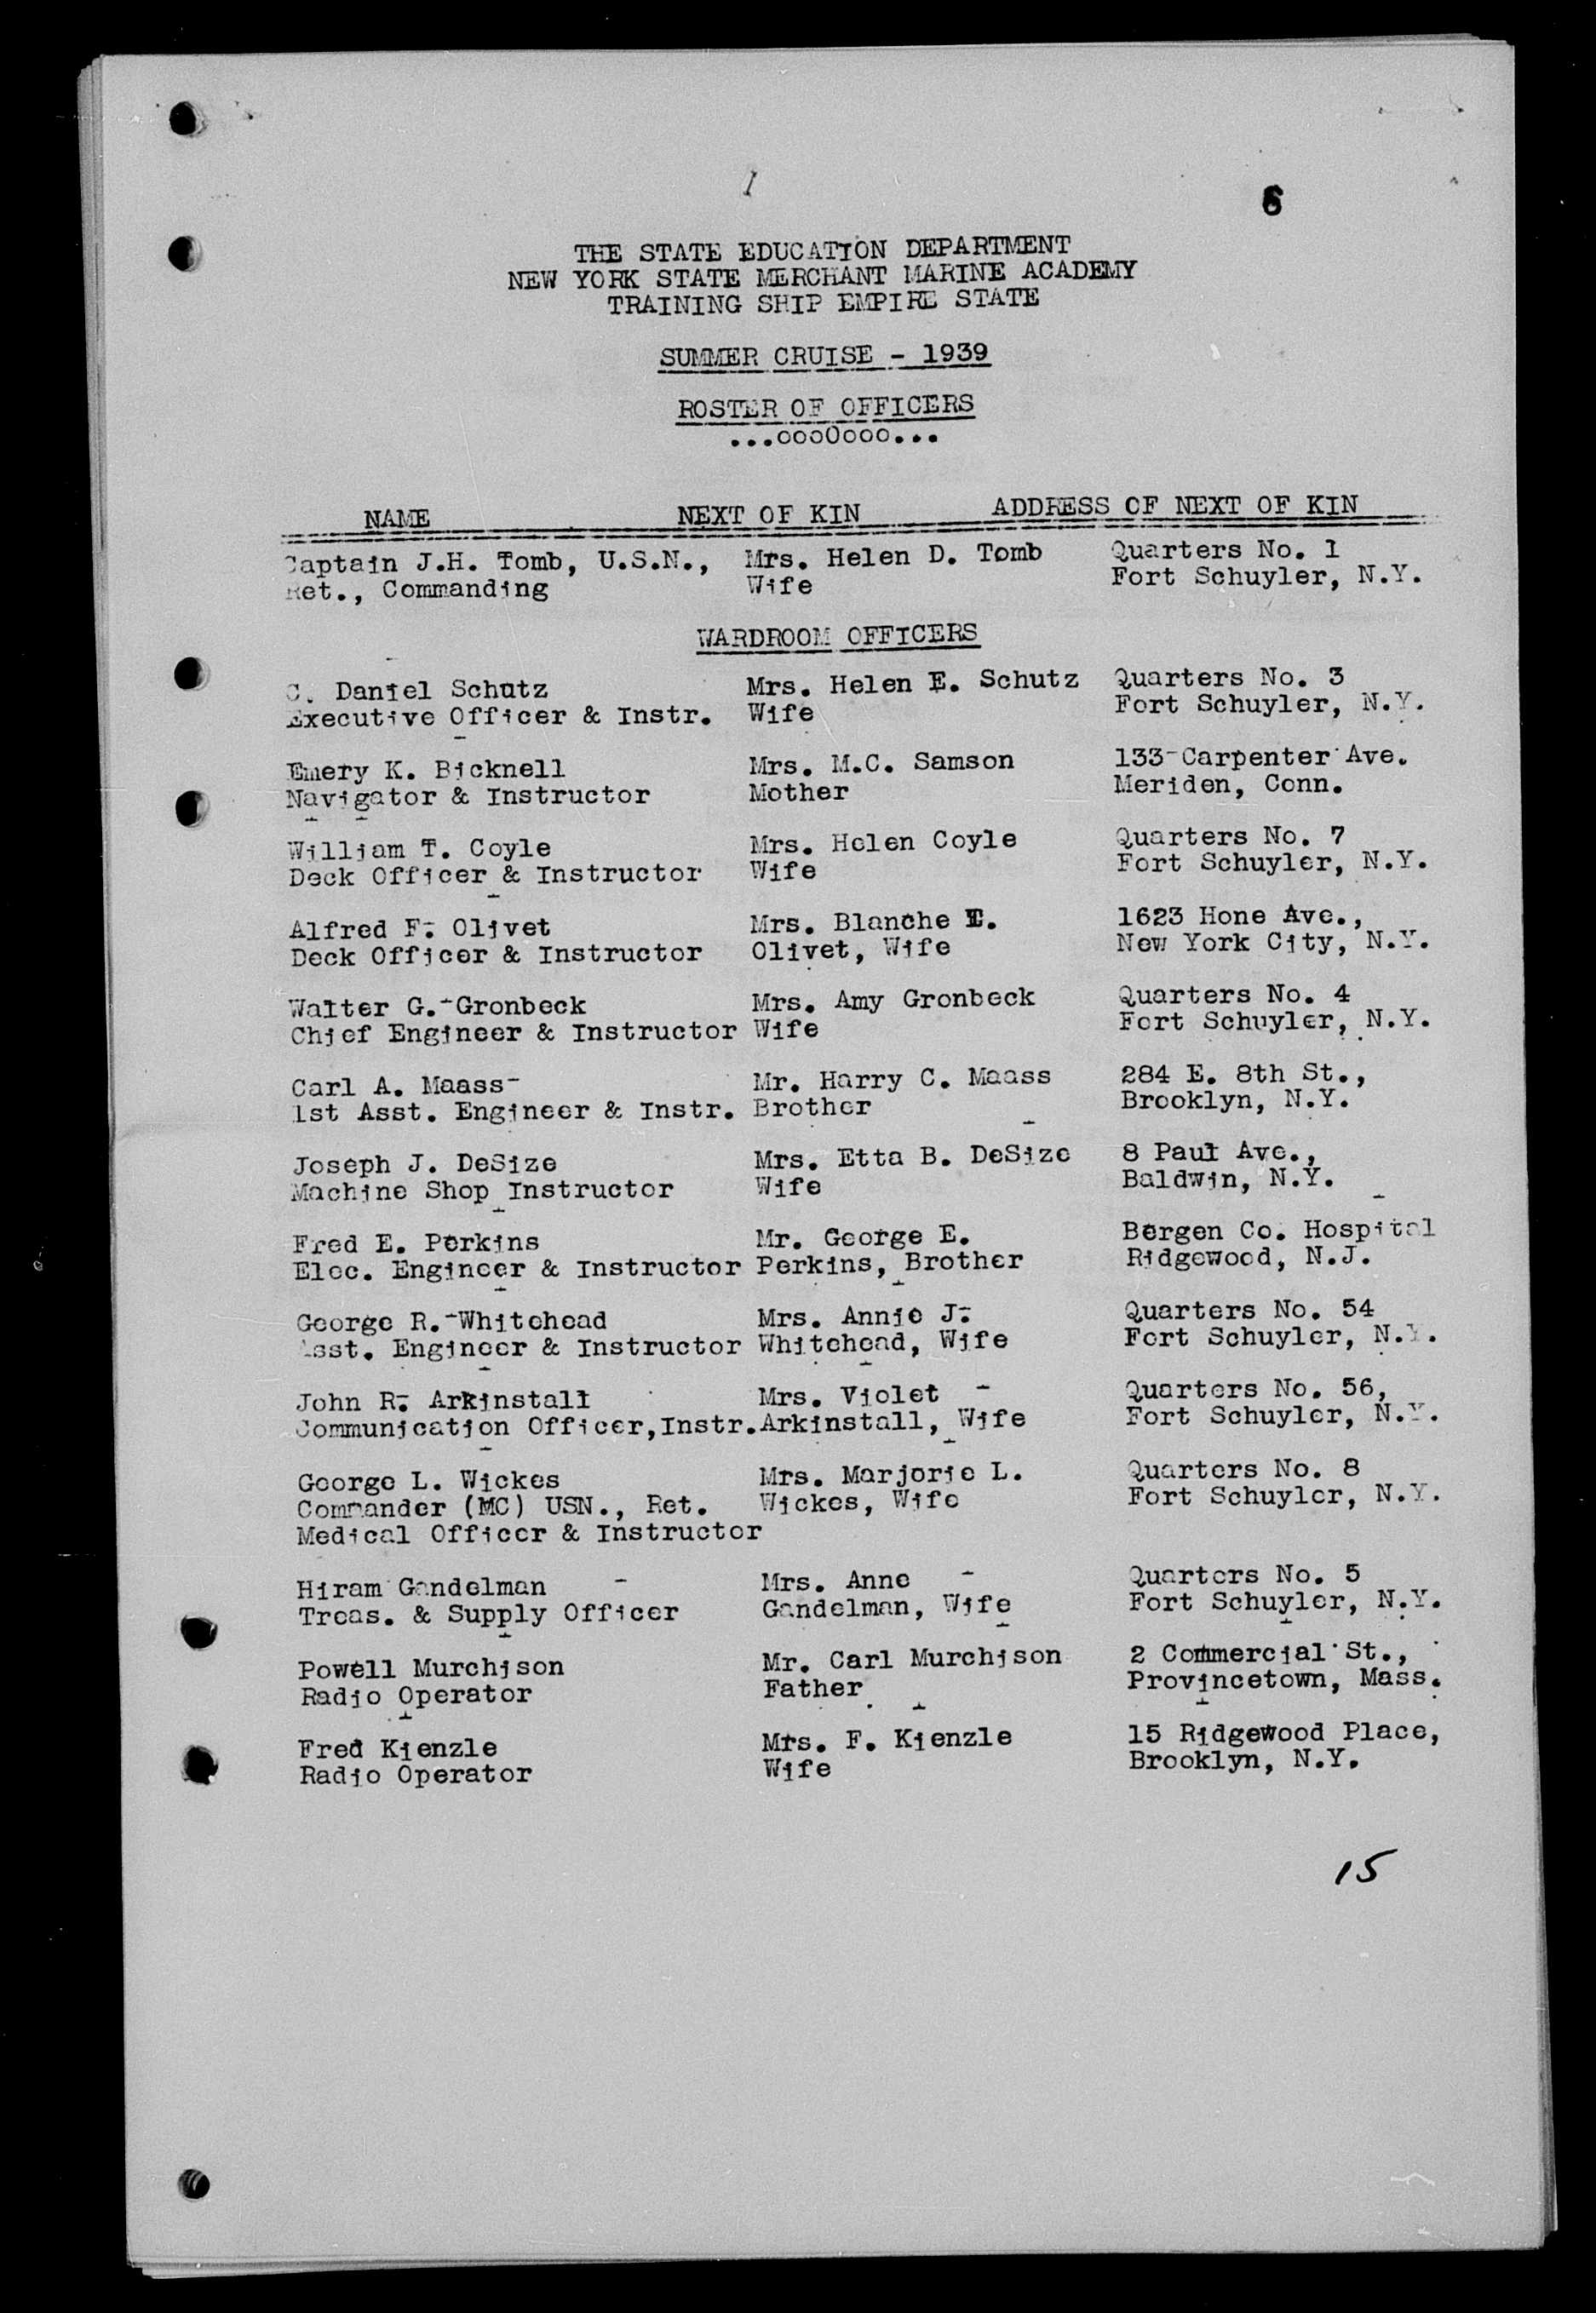 I
6
THE STATE EDUCATION DEPARTMENT
NEW YORK STATE MERCHANT MARINE ACADEMY
TRAINING SHIP EMPIRE STATE
SUMMER CRUISE - 1939
ROSTER OF OFFICERS
...oooOooo...
NAME NEXT OF KIN ADDRESS OF NEXT OF KIN
Captain J.H. Tomb, U.S.N., Mrs. Helen D. Tomb Quarters No. 1
Ret., Commanding Wife Fort Schuyler, N.Y.
WARDROOM OFFICERS
C. Daniel Schutz Mrs. Helen E. Schutz Quarters No. 3
Executive Officer & Instr. Wife Fort Schuyler, N.Y.
Emery K. Bicknell Mrs. M.C. Samson 133 Carpenter Ave.
Navigator & Instructor Mother Meriden, Conn.
William T. Coyle Mrs. Helen Coyle Quarters No. 7
Deck Officer & Instructor Wife Fort Schuyler, N.Y.
Alfred F. Olivet Mrs. Blanche E. 1623 Hone Ave.,
Deck Officer & Instructor Olivet, Wife New York City, N.Y.
Walter G. Gronbeck Mrs. Amy Gronbeck Quarters No. 4
Chief Engineer & Instructor Wife Fort Schuyler, N.Y.
Carl A. Maass Mr. Harry C. Maass 284 E. 8th St.,
1st Asst. Engineer & Instr. Brother Brooklyn, N.Y.
Joseph J. DeSize Mrs. Etta B. DeSize 8 Paul Ave.,
Machine Shop Instructor Wife Baldwin, N.Y.
Fred E. Perkins Mr. George E. Bergen Co. Hospital
Elec. Engineer & Instructor Perkins, Brother Ridgewood, N.J.
George R. Whitehead Mrs. Annie J. Quarters No. 54
Asst. Engineer & Instructor Whitehead, Wife Fort Schuyler, N.Y.
John R. Arkinstall Mrs. Violet Quarters No. 56,
Communication Officer,Instr. Arkinstall, Wife Fort Schuyler, N.Y.
George L. Wickes Mrs. Marjorie L. Quarters No. 8
Commander (MC) USN., Ret. Wickes, Wife Fort Schuyler, N.Y.
Medical Officer & Instructor
Hiram Gandelman Mrs. Anne Quarters No. 5
Treas. & Supply Officer Gandelman, Wife Fort Schuyler, N.Y.
Powell Murchison Mr. Carl Murchison 2 Commercial St.,
Radio Operator Father Provincetown, Mass.
Fred Kienzle Mrs. F. Kienzle 15 Ridgewood Place,
Radio Operator Wife Brooklyn, N.Y.
15